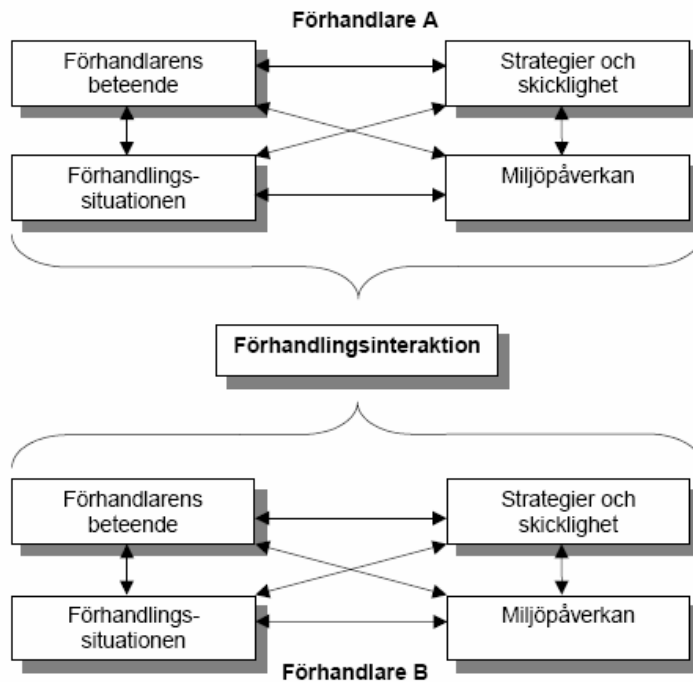 Förhandlare A
Förhandlarens
beteende
Strategier och
skicklighet
Förhandlings-
situationen
Miljöpåverkan
Förhandlingsinteraktion
Förhandlarens
beteende
Strategier och
skicklighet
Förhandlings-
situationen
Miljöpåverkan
Förhandlare B